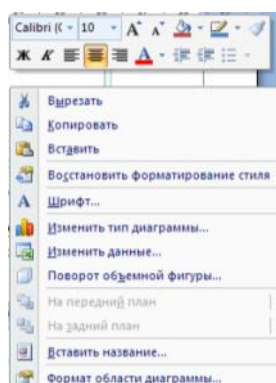 Calibri (С 10 A A
Ж К A
Вырезать
Копировать
Вставить
Восстановить форматирование стиля
Шрифт...
Изменить тип диаграммы...
Изменить данные...
Поворот объемной фигуры...
На передний план
На задний план
Вставить название...
Формат области диаграммы...